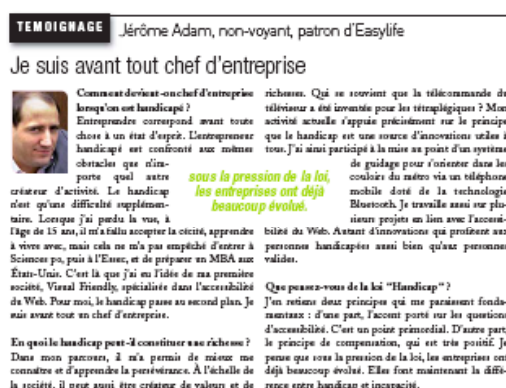 TEMOIGNAGE
Jérôme Adam, non-voyant, patron d'Easylife
Je suis avant tout chef d'entreprise
Comment devient-on chef d'entreprise
lorsqu'on est handicapé ?
Entreprendre correspond avant toute
chose à un état d'esprit. L'entrepreneur
handicapé est confronté aux mêmes
obstacles que n'im-
porte quel autre
créateur d'activité. Le handicap
n'est qu'une difficulté supplémen-
taire. Lorsque j'ai perdu la vue, à
l'âge de 15 ans, il m'a fallu accepter la cécité, apprendre
à vivre avec, mais cela ne m'a pas empêché d'entrer à
Sciences po, puis à l'Essec, et de préparer un MBA aux
État-Unis. C'est là que j'ai eu l'idée de ma première
société, Visual Friendly, spécialisée dans l'accessibilité
du Web. Pour moi, le handicap passe au second plan. Je
suis avant tout un chef d'entreprise.
En quoi le handicap peut-il constituer une richesse ?
Dans mon parcours, il m'a permis de mieux me
connaître et d'apprendre la persévérance. À l'échelle de
la société, il peut aussi être créateur de valeurs et de
sous la pression de la loi,
les entreprises ont déjà
beaucoup évolué.
richesses. Qui se souvient que la télécommande du
téléviseur a été inventée pour les tétraplégiques ? Mon
activité actuelle s'appuie précisément sur le principe
que le handicap est une source d'innovations utiles à
tous. J'ai ainsi participé à la mise au point d'un système
de guidage pour s'orienter dans les
couloirs du métro via un téléphone
mobile doté de la technologie
Bluetooth. Je travaille aussi sur plu-
sieurs projets en lien avec l'accessi-
bilité du Web. Autant d'innovations qui profitent aux
personnes handicapées aussi bien qu'aux personnes
valides.
Que pensez-vous de la loi "Handicap" ?
J'en retiens deux principes qui me paraissent fonda-
mentaux : d'une part, l'accent porté sur les questions
d'accessibilité. C'est un point primordial. D'autre part,
le principe de compensation, qui est très positif. Je
pense que sous la pression de la loi, les entreprises ont
déjà beaucoup évolué. Elles font maintenant la diffé-
rence entre handicap et incapacité.